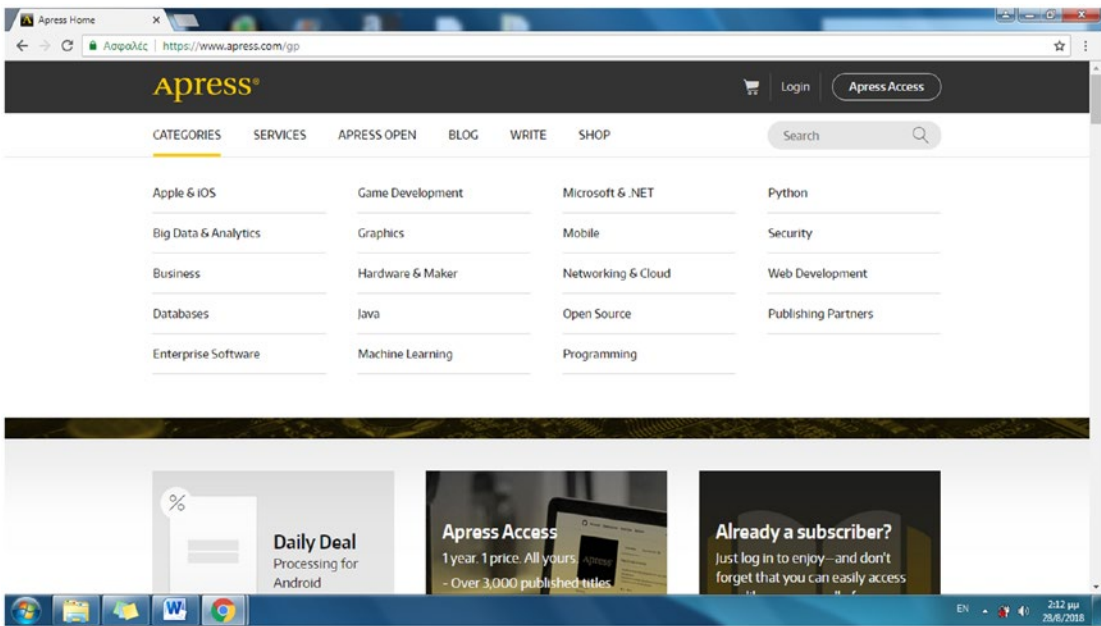 Apress Home
Ασφαλές https://www.apress.com/gp
Apress®
Login Apress Access
CATEGORIES SERVICES APRESS OPEN BLOG WRITE SHOP Search
Apple & iOS Game Development Microsoft & .NET Python
Big Data & Analytics Graphics Mobile Security
Business Hardware & Maker Networking & Cloud Web Development
Databases Java Open Source Publishing Partners
Enterprise Software Machine Learning Programming
%
Daily Deal
Processing for
Android
Apress Access
1 year. 1 price. All yours.
- Over 3,000 published titles
Already a subscriber?
Just log in to enjoy—and don't
forget that you can easily access
EN 2:12 μμ
28/8/2018